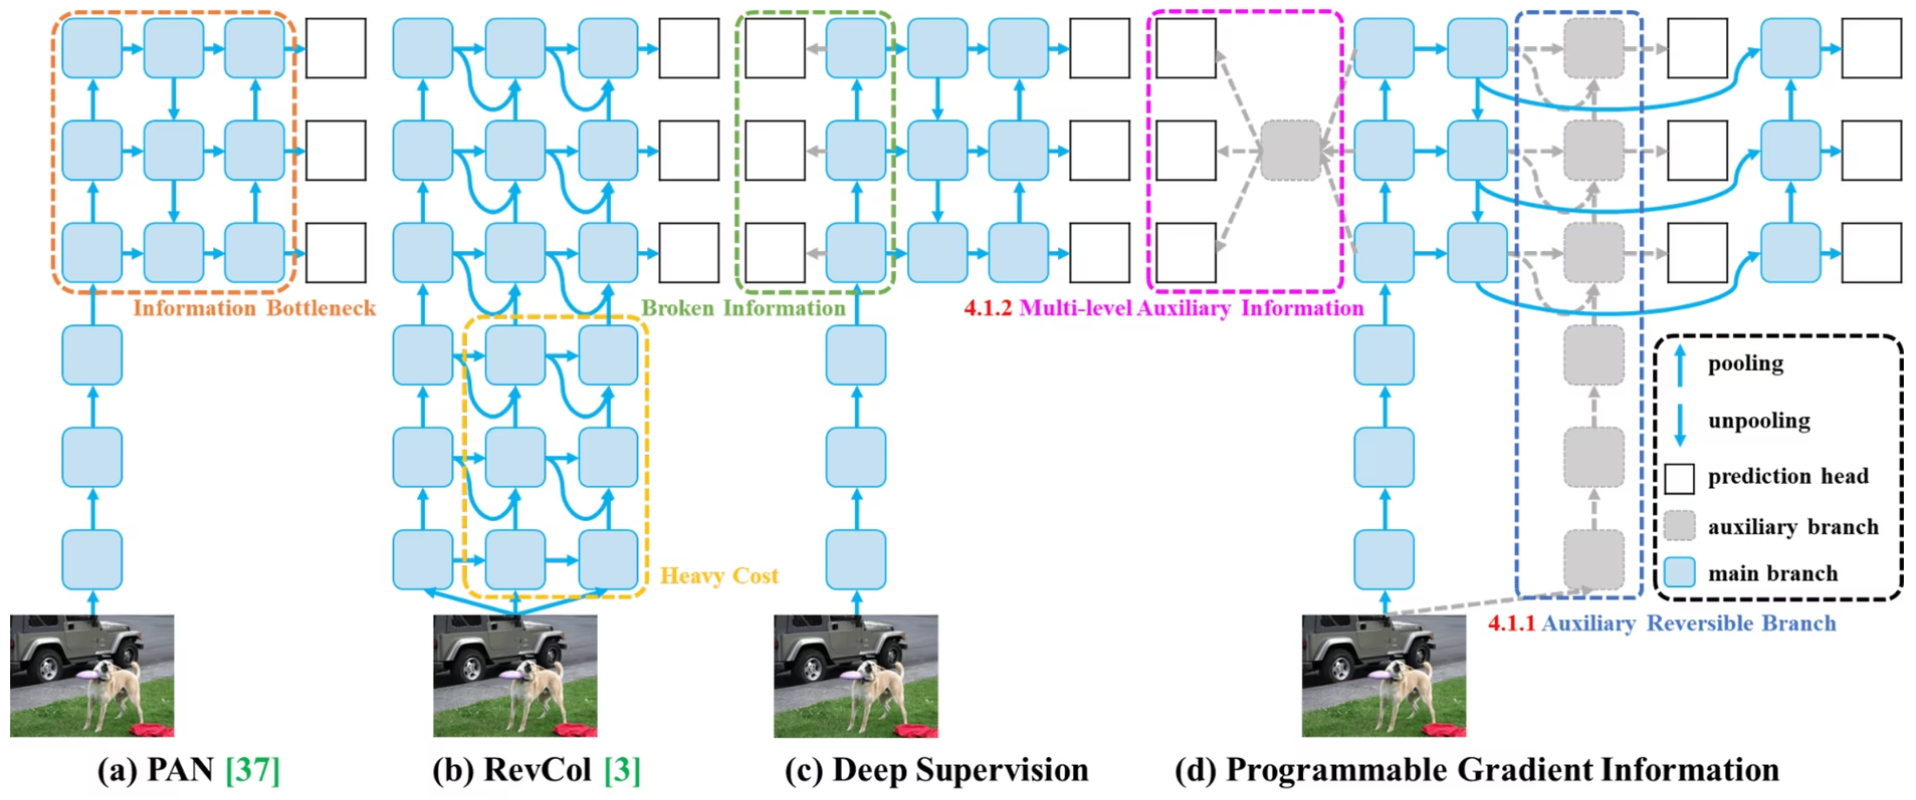 Information Bottleneck
Broken Information
4.1.2 Multi-level Auxiliary Information
pooling
unpooling
prediction head
auxiliary branch
main branch
Heavy Cost
4.1.1 Auxiliary Reversible Branch
(a) PAN [37]
(b) RevCol [3]
(c) Deep Supervision
(d) Programmable Gradient Information